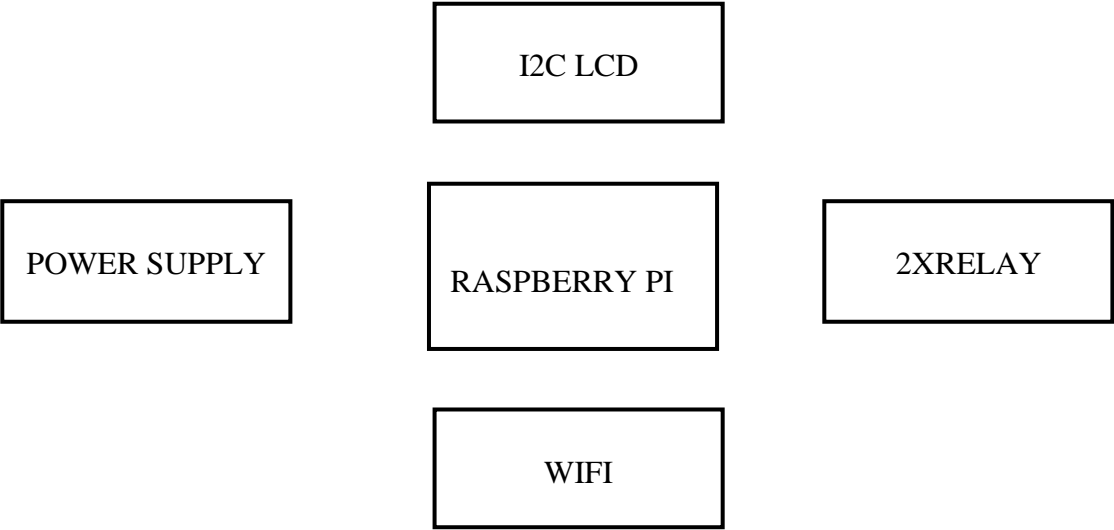 I2C LCD
POWER SUPPLY
RASPBERRY PI
2XRELAY
WIFI